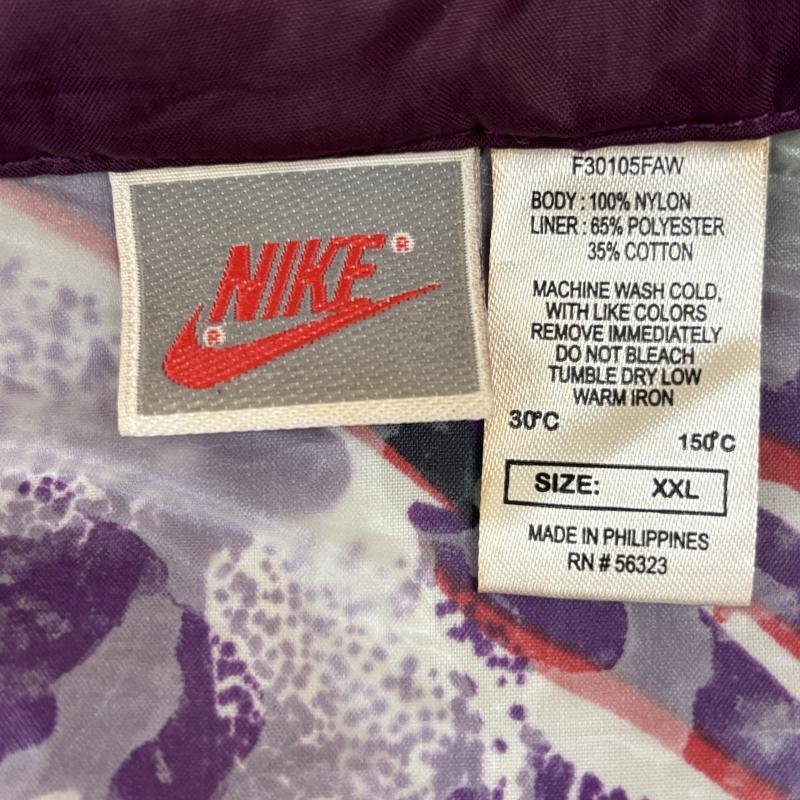 NIKE ®
®
F30105FAW
BODY : 100% NYLON
LINER : 65% POLYESTER
35% COTTON
MACHINE WASH COLD,
WITH LIKE COLORS
REMOVE IMMEDIATELY
DO NOT BLEACH
TUMBLE DRY LOW
WARM IRON
30°C
150°C
SIZE: XXL
MADE IN PHILIPPINES
RN # 56323